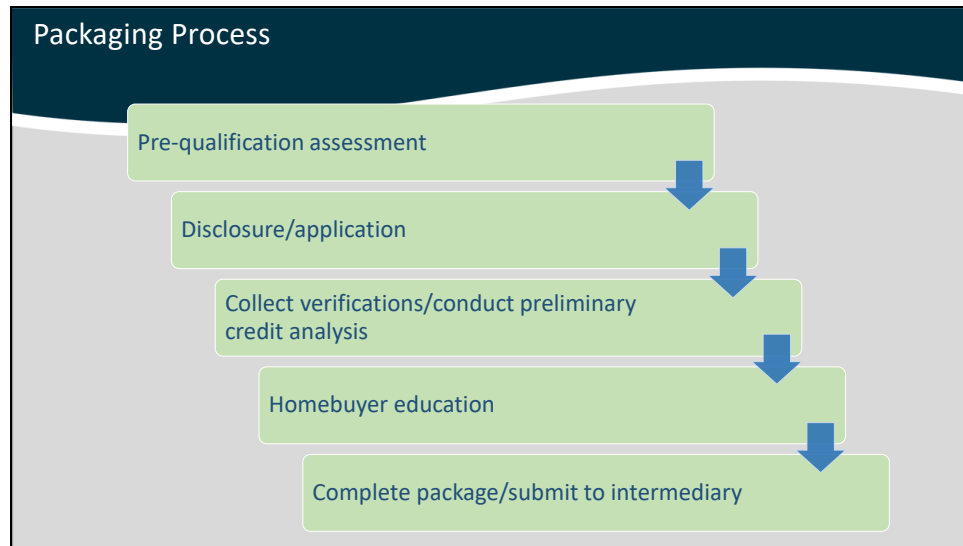 Packaging Process
Pre-qualification assessment
Disclosure/application
Collect verifications/conduct preliminary
credit analysis
Homebuyer education
Complete package/submit to intermediary